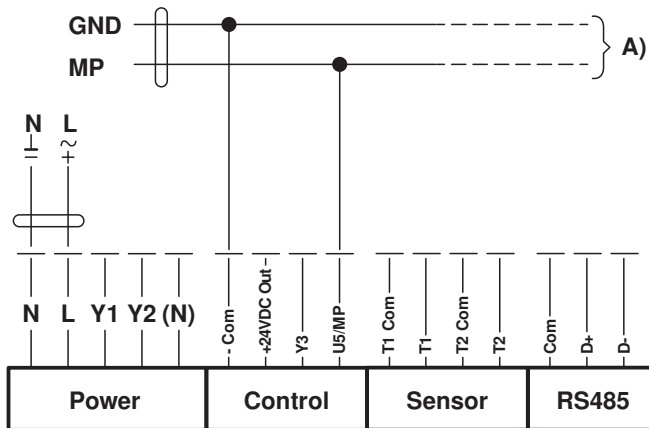 GND
MP
A)
N L
⊥ ~
= +
N L Y1 Y2 (N)
- Com
+24VDC Out -
Y3
U5/MP
T1 Com
T1
T2 Com
T2
Com
D+
D-
Power Control Sensor RS485